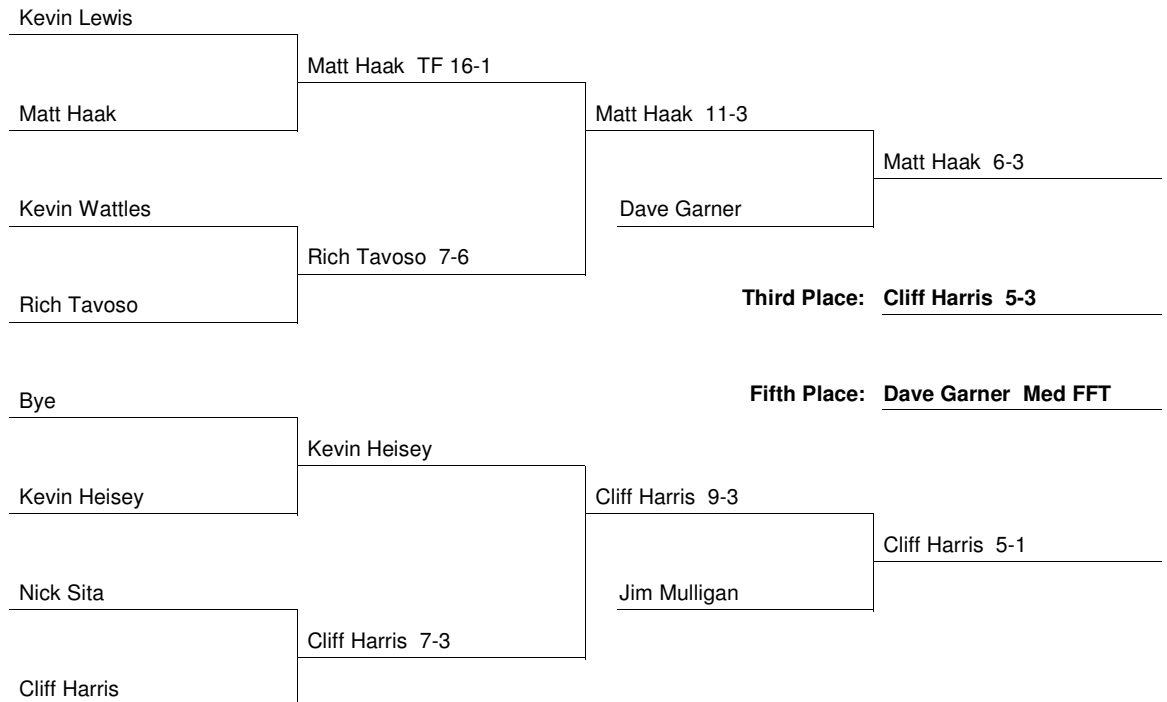 Kevin Lewis
Matt Haak TF 16-1
Matt Haak
Matt Haak 11-3
Matt Haak 6-3
Kevin Wattles
Dave Garner
Rich Tavoso 7-6
Rich Tavoso
Third Place: Cliff Harris 5-3
Bye
Fifth Place: Dave Garner Med FFT
Kevin Heisey
Kevin Heisey
Cliff Harris 9-3
Cliff Harris 5-1
Nick Sita
Jim Mulligan
Cliff Harris 7-3
Cliff Harris